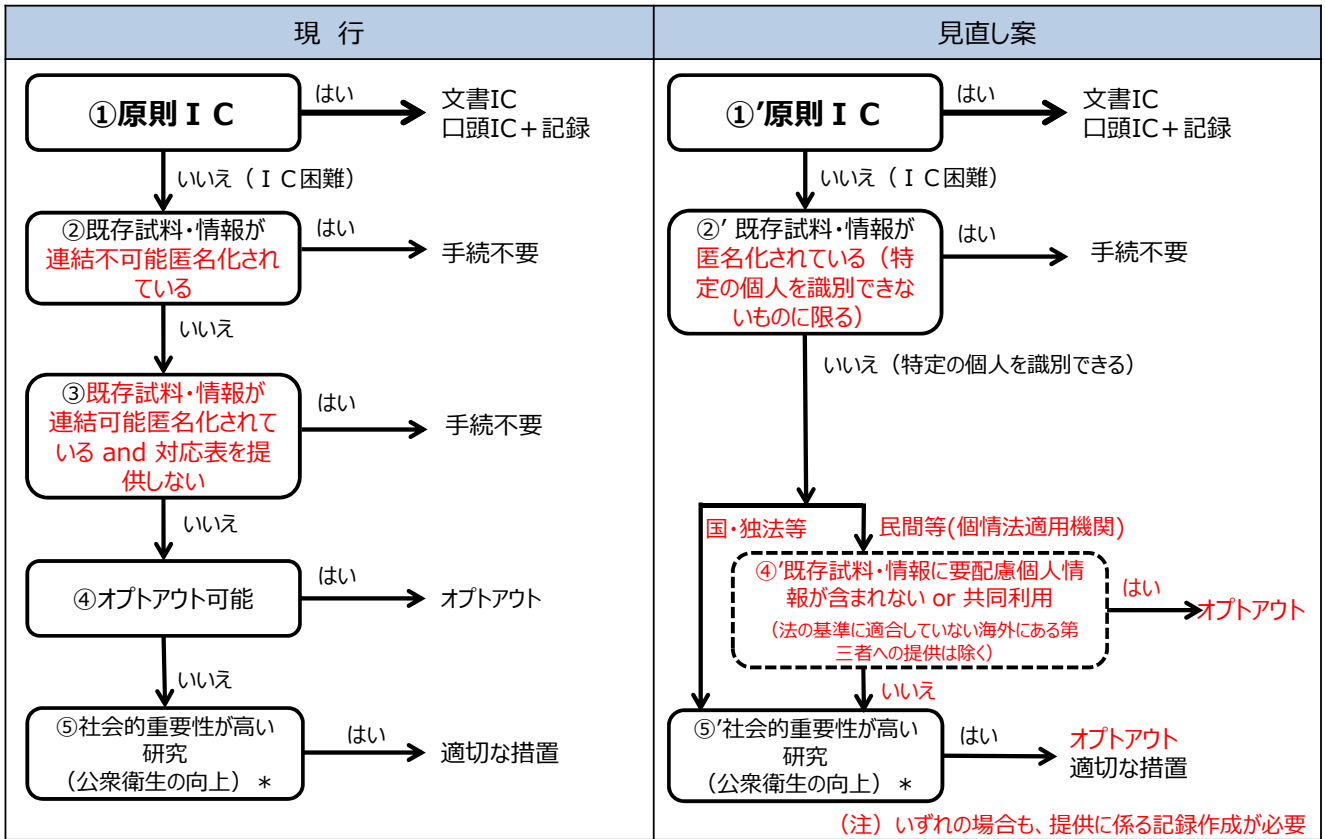 現 行
①原則ＩＣ
はい
文書IC
口頭IC＋記録
いいえ（ＩＣ困難）
②既存試料・情報が
連結不可能匿名化され
ている
はい
手続不要
いいえ
③既存試料・情報が
連結可能匿名化されて
いる and 対応表を提
供しない
はい
手続不要
いいえ
④オプトアウト可能
はい
オプトアウト
いいえ
⑤社会的重要性が高い
研究
（公衆衛生の向上）＊
はい
適切な措置
見直し案
①’原則ＩＣ
はい
文書IC
口頭IC＋記録
いいえ（ＩＣ困難）
②’ 既存試料・情報が
匿名化されている（特
定の個人を識別できな
いものに限る）
はい
手続不要
いいえ（特定の個人を識別できる）
国・独法等
民間等(個情法適用機関)
④’既存試料・情報に要配慮個人情
報が含まれない or 共同利用
（法の基準に適合していない海外にある第
三者への提供は除く）
はい
オプトアウト
いいえ
⑤’社会的重要性が高い
研究
（公衆衛生の向上）＊
はい
オプトアウト
適切な措置
（注）いずれの場合も、提供に係る記録作成が必要